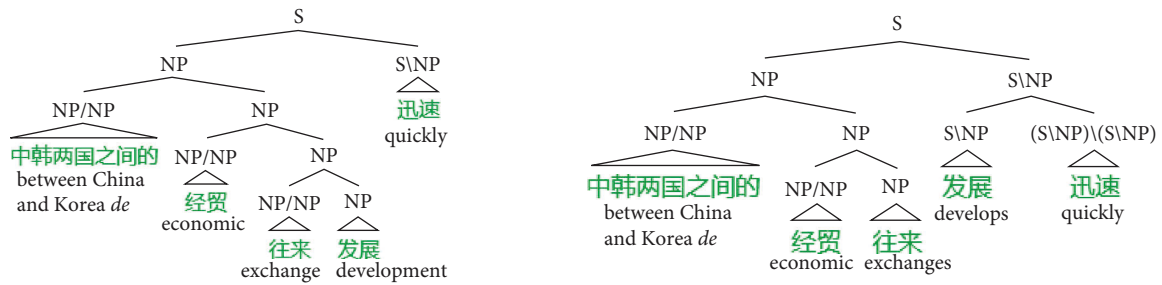 S
NP S\NP
NP/NP NP 迅速
quickly
中韩两国之间的 NP/NP NP
between China
and Korea de
经贸 NP/NP NP
economic
往来 发展
exchange development
S
NP S\NP
NP/NP NP S\NP (S\NP)\(S\NP)
中韩两国之间的 NP/NP NP 发展 迅速
between China develops quickly
and Korea de
经贸 往来
economic exchanges